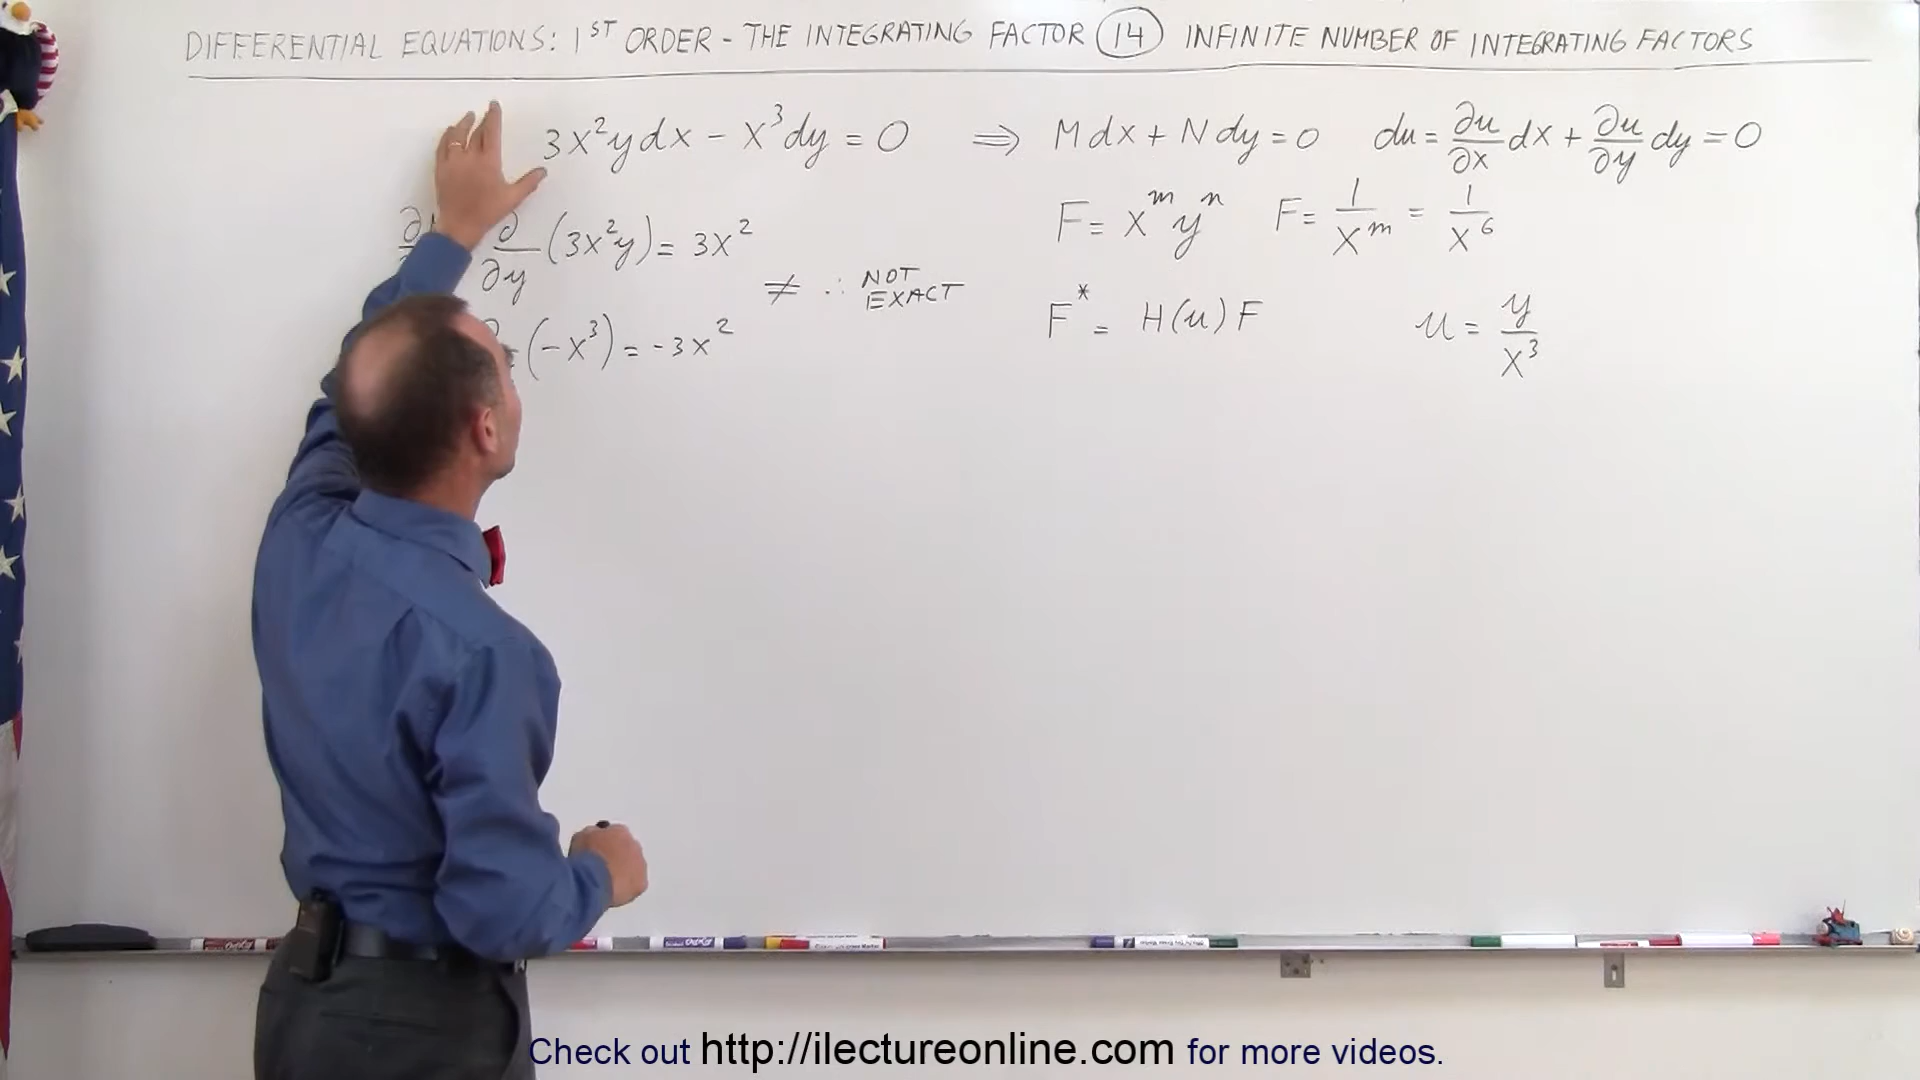 DIFFERENTIAL EQUATIONS: 1ST ORDER - THE INTEGRATING FACTOR 14 INFINITE NUMBER OF INTEGRATING FACTORS
3x²y dx - x³dy = 0 ⇒ M dx + N dy = 0 du = ∂u/∂x dx + ∂u/∂y dy = 0
F = x^m y^n F = 1/x^m = 1/x^6
∂/∂y (3x²y) = 3x²
≠ ∴ NOT EXACT
F* = H(u) F u = y/x³
(-x³) = -3x²
Check out http://ilectureonline.com for more videos.